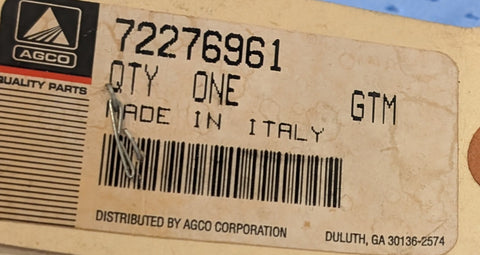 AGCO
QUALITY PARTS
72276961
QTY ONE GTM
MADE IN ITALY
DISTRIBUTED BY AGCO CORPORATION
DULUTH, GA 30136-2574